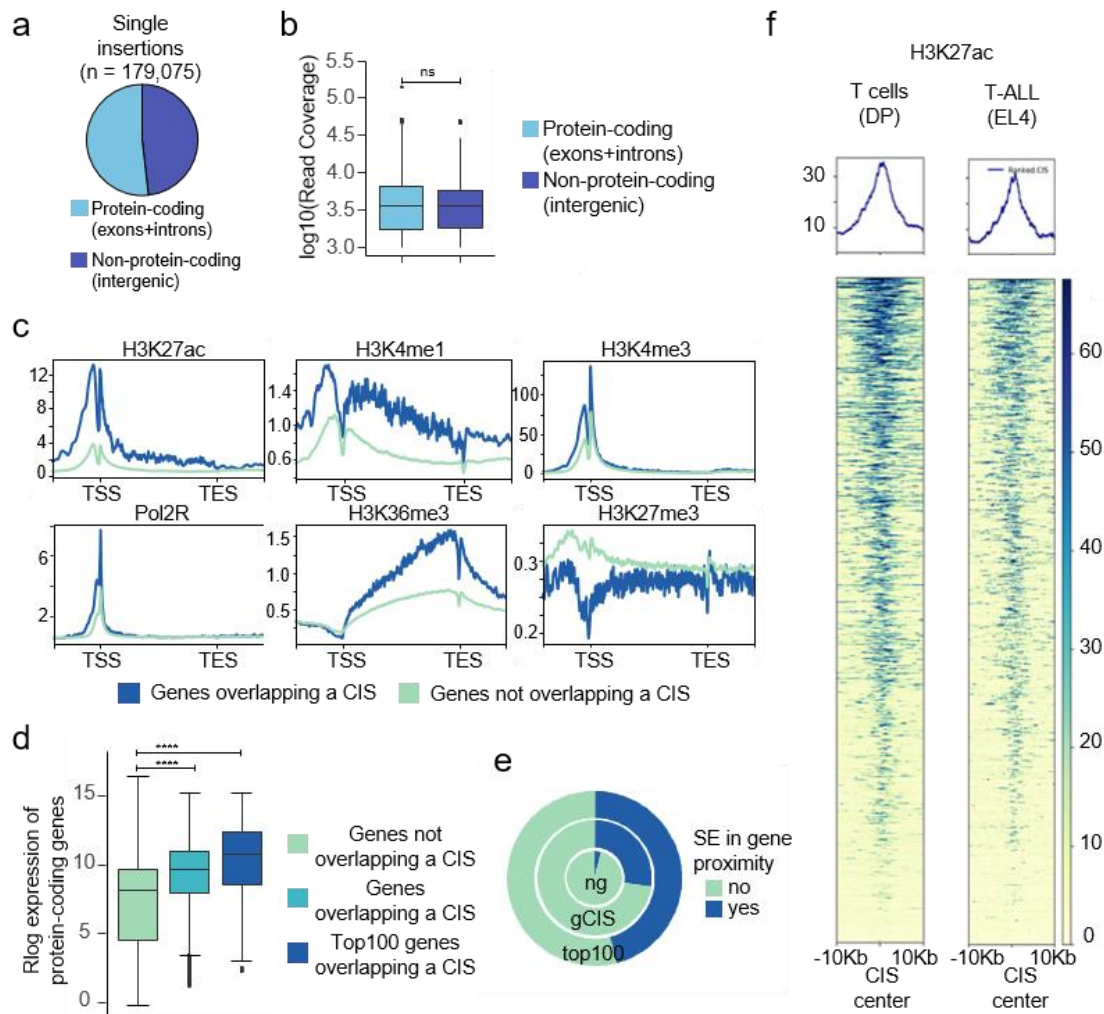 a
Single
insertions
(n = 179,075)
Protein-coding
(exons+introns)
Non-protein-coding
(intergenic)
b
log10(Read Coverage)
5.5
5.0
4.5
4.0
3.5
3.0
ns
Protein-coding
(exons+introns)
Non-protein-coding
(intergenic)
c
H3K27ac
12
8
4
0
TSS TES
H3K4me1
1.4
1.0
0.6
TSS TES
H3K4me3
100
50
0
TSS TES
Pol2R
6
2
TSS TES
H3K36me3
1.5
1.0
0.5
TSS TES
H3K27me3
0.3
0.2
TSS TES
Genes overlapping a CIS
Genes not overlapping a CIS
d
Rlog expression of
protein-coding genes
15
10
5
0
****
****
Genes not
overlapping a CIS
Genes
overlapping a CIS
Top100 genes
overlapping a CIS
e
ng
gCIS
top100
SE in gene
proximity
no
yes
f
H3K27ac
T cells
(DP)
T-ALL
(EL4)
30
10
Ranked CIS
60
50
40
30
20
10
0
-10Kb 10Kb
CIS
center
-10Kb 10Kb
CIS
center